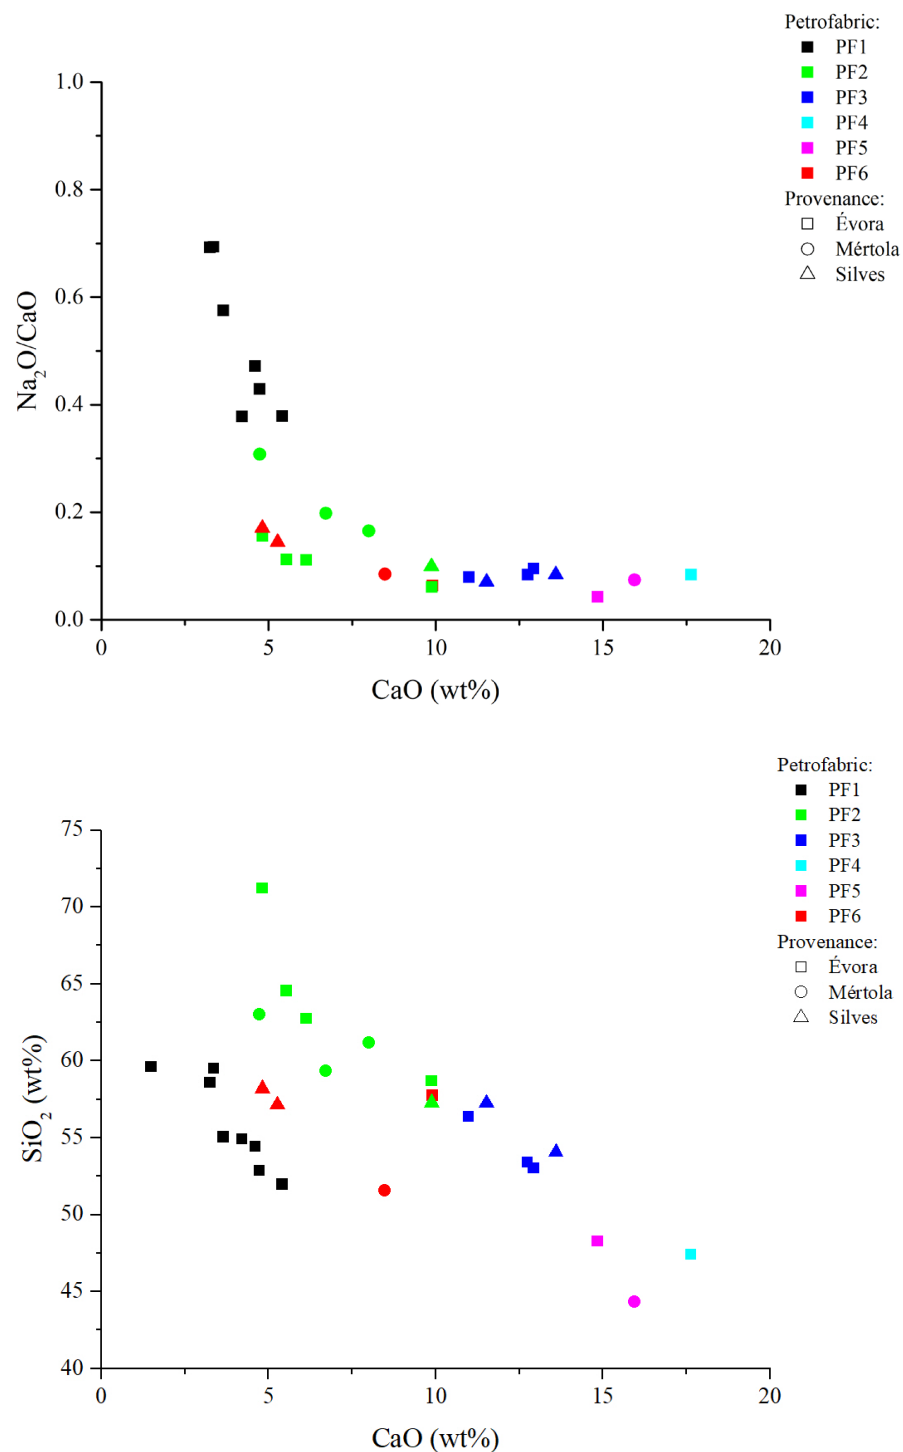 Petrofabric:
PF1
PF2
PF3
PF4
PF5
PF6
Provenance:
Évora
Mértola
Silves
1.0
0.8
0.6
0.4
0.2
0.0
Na₂O/CaO
0 5 10 15 20
CaO (wt%)
Petrofabric:
PF1
PF2
PF3
PF4
PF5
PF6
Provenance:
Évora
Mértola
Silves
75
70
65
60
55
50
45
40
SiO₂ (wt%)
0 5 10 15 20
CaO (wt%)